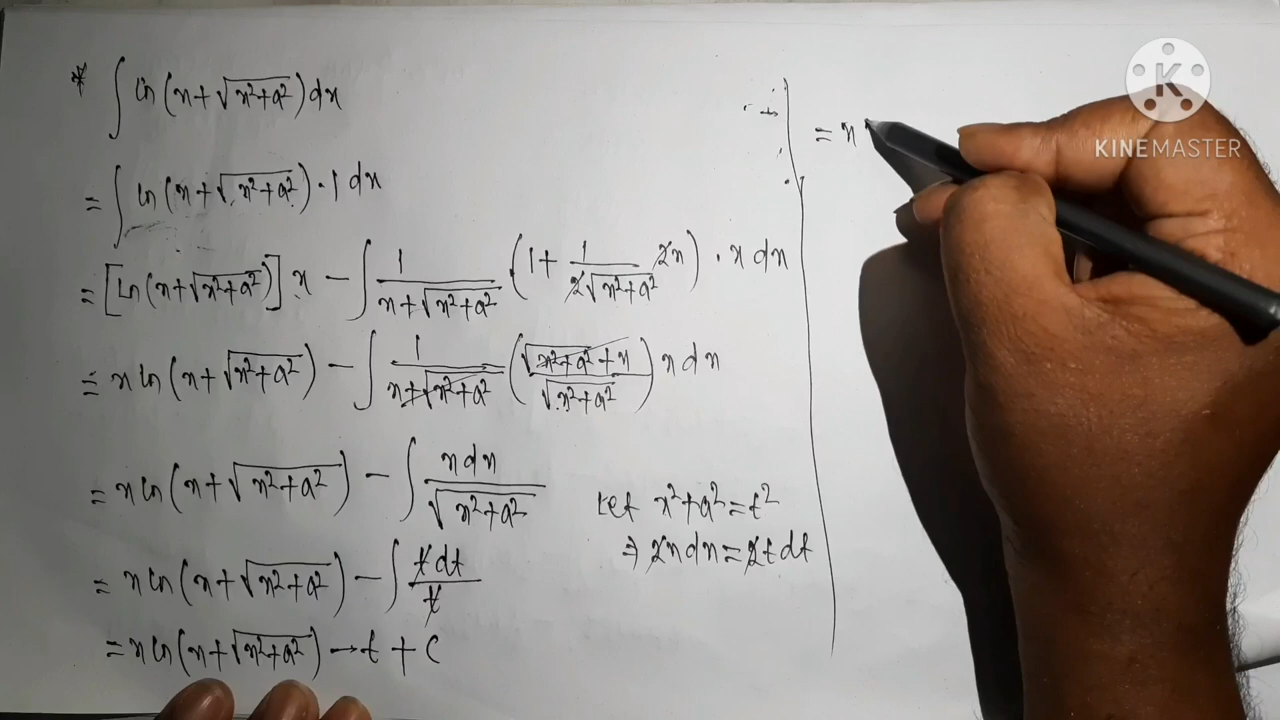 * ∫ ln(x+√(x²+a²)) dx
= ∫ ln(x+√(x²+a²)) · 1 dx
= [ln(x+√(x²+a²))] x − ∫ 1/(x+√(x²+a²)) (1 + 1/(2√(x²+a²)) 2x) · x dx
= x ln(x+√(x²+a²)) − ∫ 1/(x+√(x²+a²)) ((√(x²+a²)+x)/√(x²+a²)) x dx
= x ln(x+√(x²+a²)) − ∫ x dx/√(x²+a²)
Let x²+a²=t²
⇒ 2x dx = 2t dt
= x ln(x+√(x²+a²)) − ∫ t dt/t
= x ln(x+√(x²+a²)) − t + C
= x
K
KINEMASTER